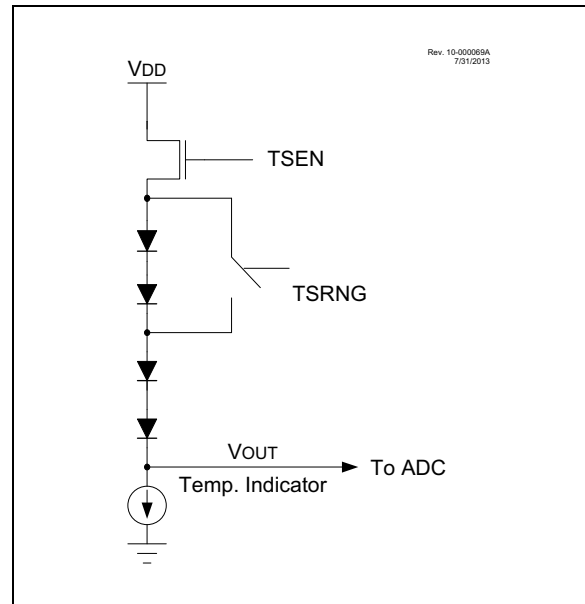 Rev. 10-000069A
7/31/2013
VDD
TSEN
TSRNG
VOUT
To ADC
Temp. Indicator